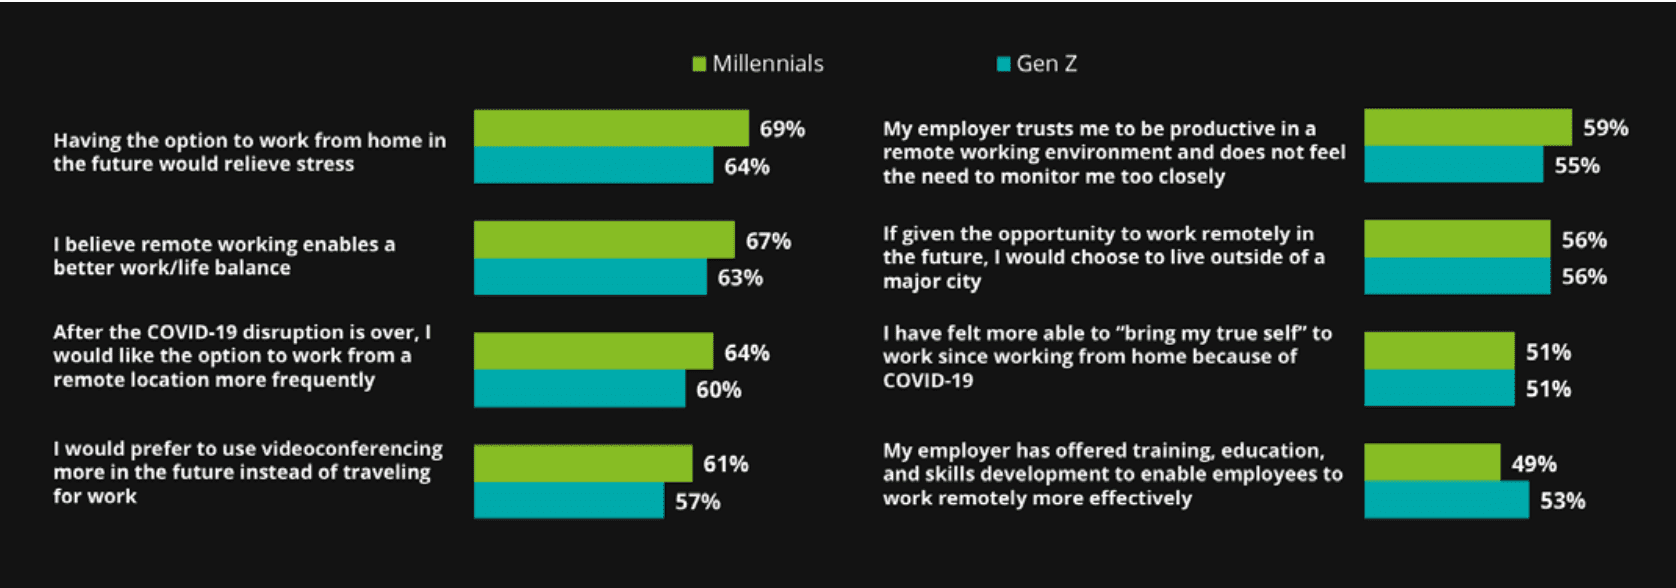 Millennials
Gen Z
Having the option to work from home in
the future would relieve stress
69%
64%
I believe remote working enables a
better work/life balance
67%
63%
After the COVID-19 disruption is over, I
would like the option to work from a
remote location more frequently
64%
60%
I would prefer to use videoconferencing
more in the future instead of traveling
for work
61%
57%
My employer trusts me to be productive in a
remote working environment and does not feel
the need to monitor me too closely
59%
55%
If given the opportunity to work remotely in
the future, I would choose to live outside of a
major city
56%
56%
I have felt more able to “bring my true self” to
work since working from home because of
COVID-19
51%
51%
My employer has offered training, education,
and skills development to enable employees to
work remotely more effectively
49%
53%